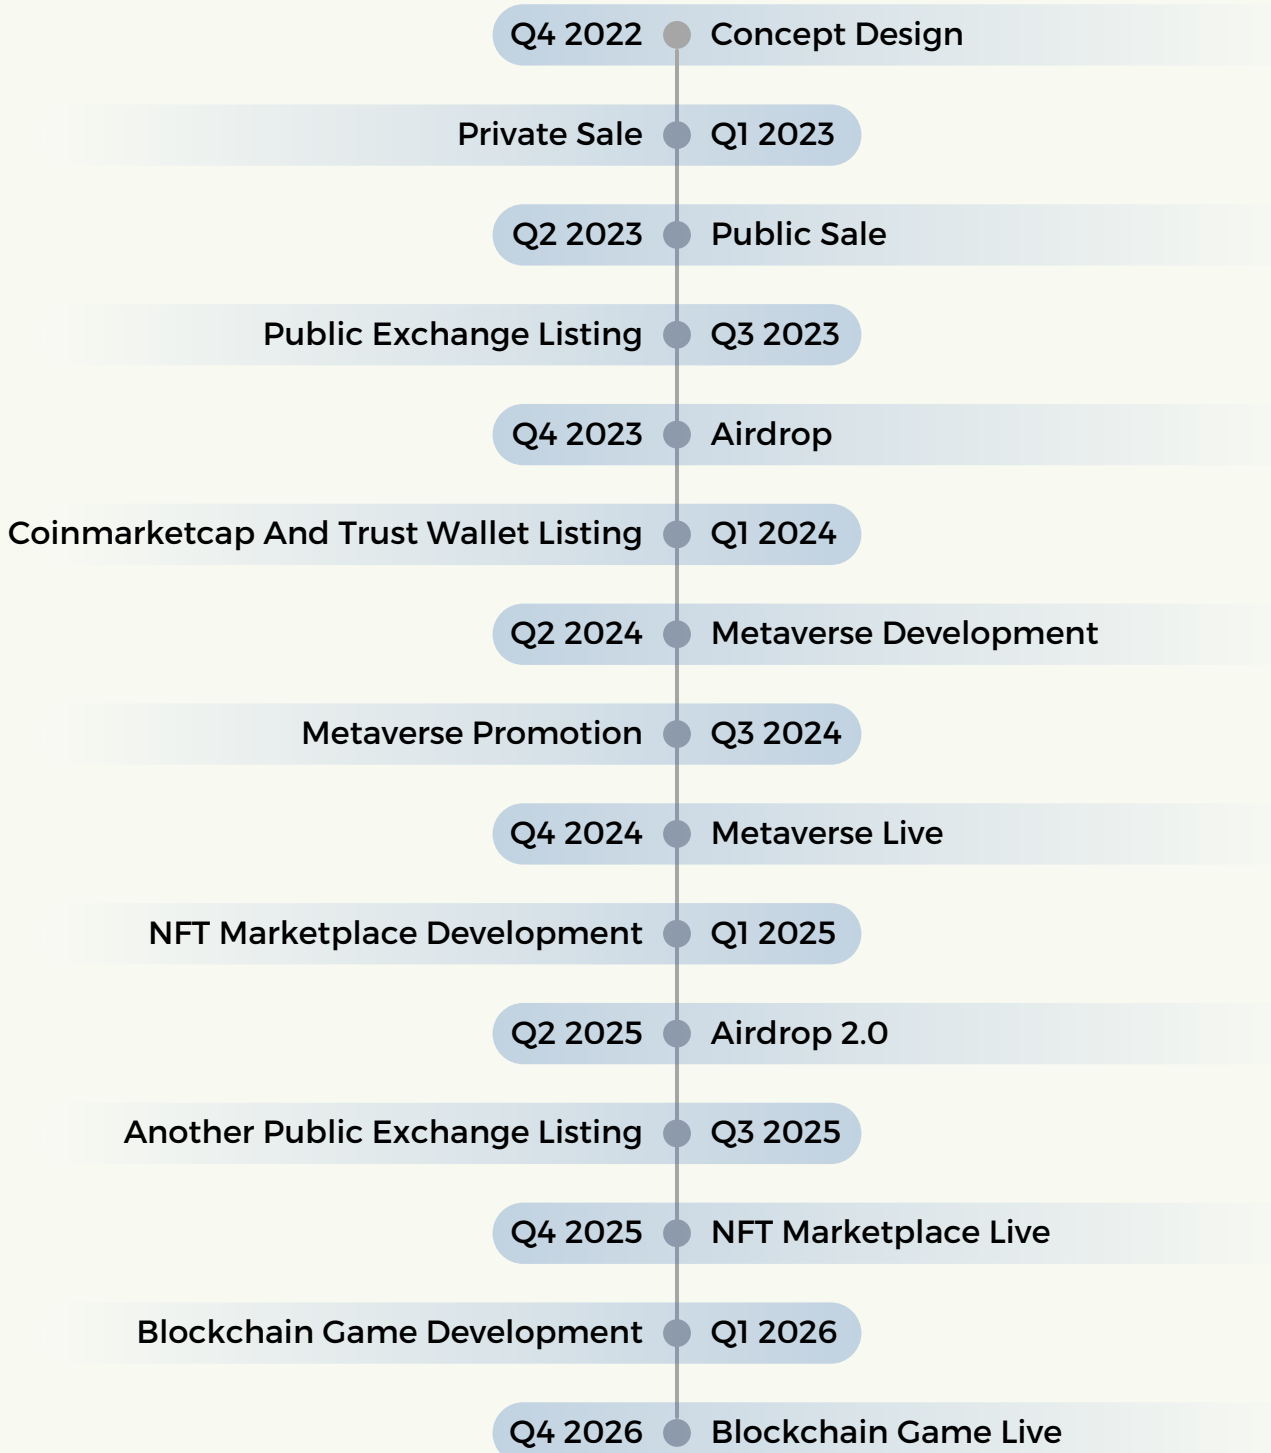 Q4 2022 Concept Design
Private Sale Q1 2023
Q2 2023 Public Sale
Public Exchange Listing Q3 2023
Q4 2023 Airdrop
Coinmarketcap And Trust Wallet Listing Q1 2024
Q2 2024 Metaverse Development
Metaverse Promotion Q3 2024
Q4 2024 Metaverse Live
NFT Marketplace Development Q1 2025
Q2 2025 Airdrop 2.0
Another Public Exchange Listing Q3 2025
Q4 2025 NFT Marketplace Live
Blockchain Game Development Q1 2026
Q4 2026 Blockchain Game Live